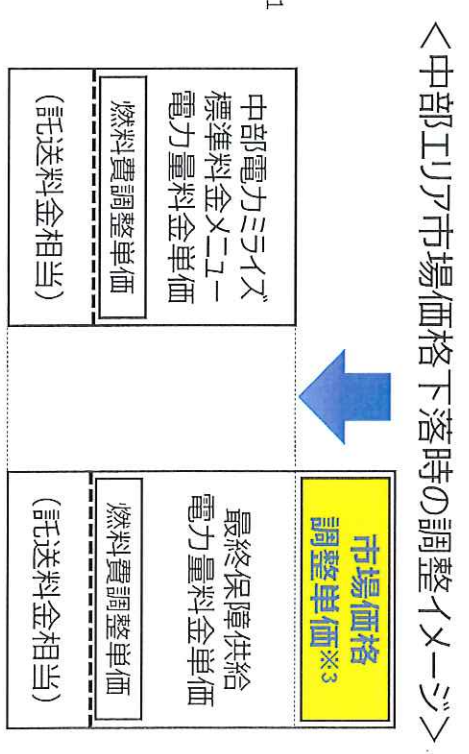 <中部エリア市場価格下落時の調整イメージ>
中部電力ミライズ
標準料金メニュー
電力量料金単価
燃料費調整単価
(託送料金相当)
市場価格
調整単価※3
最終保障供給
電力量料金単価
燃料費調整単価
(託送料金相当)
1